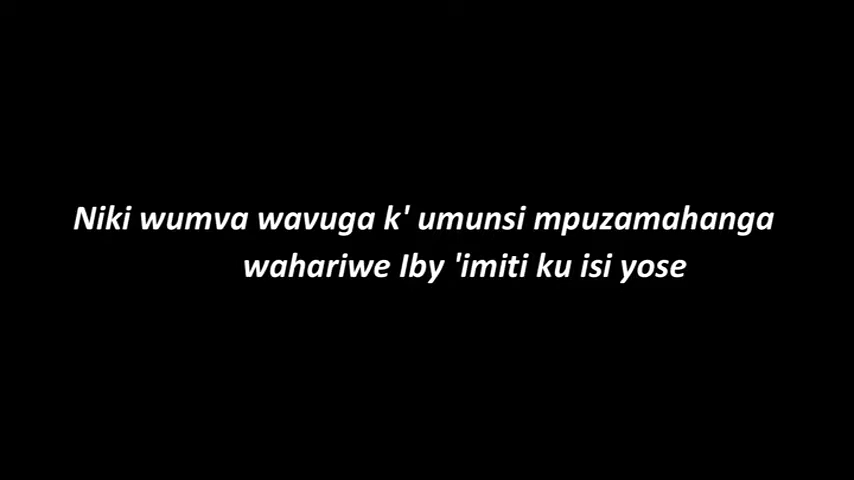 Niki wumva wavuga k' umunsi mpuzamahanga
wahariwe Iby 'imiti ku isi yose